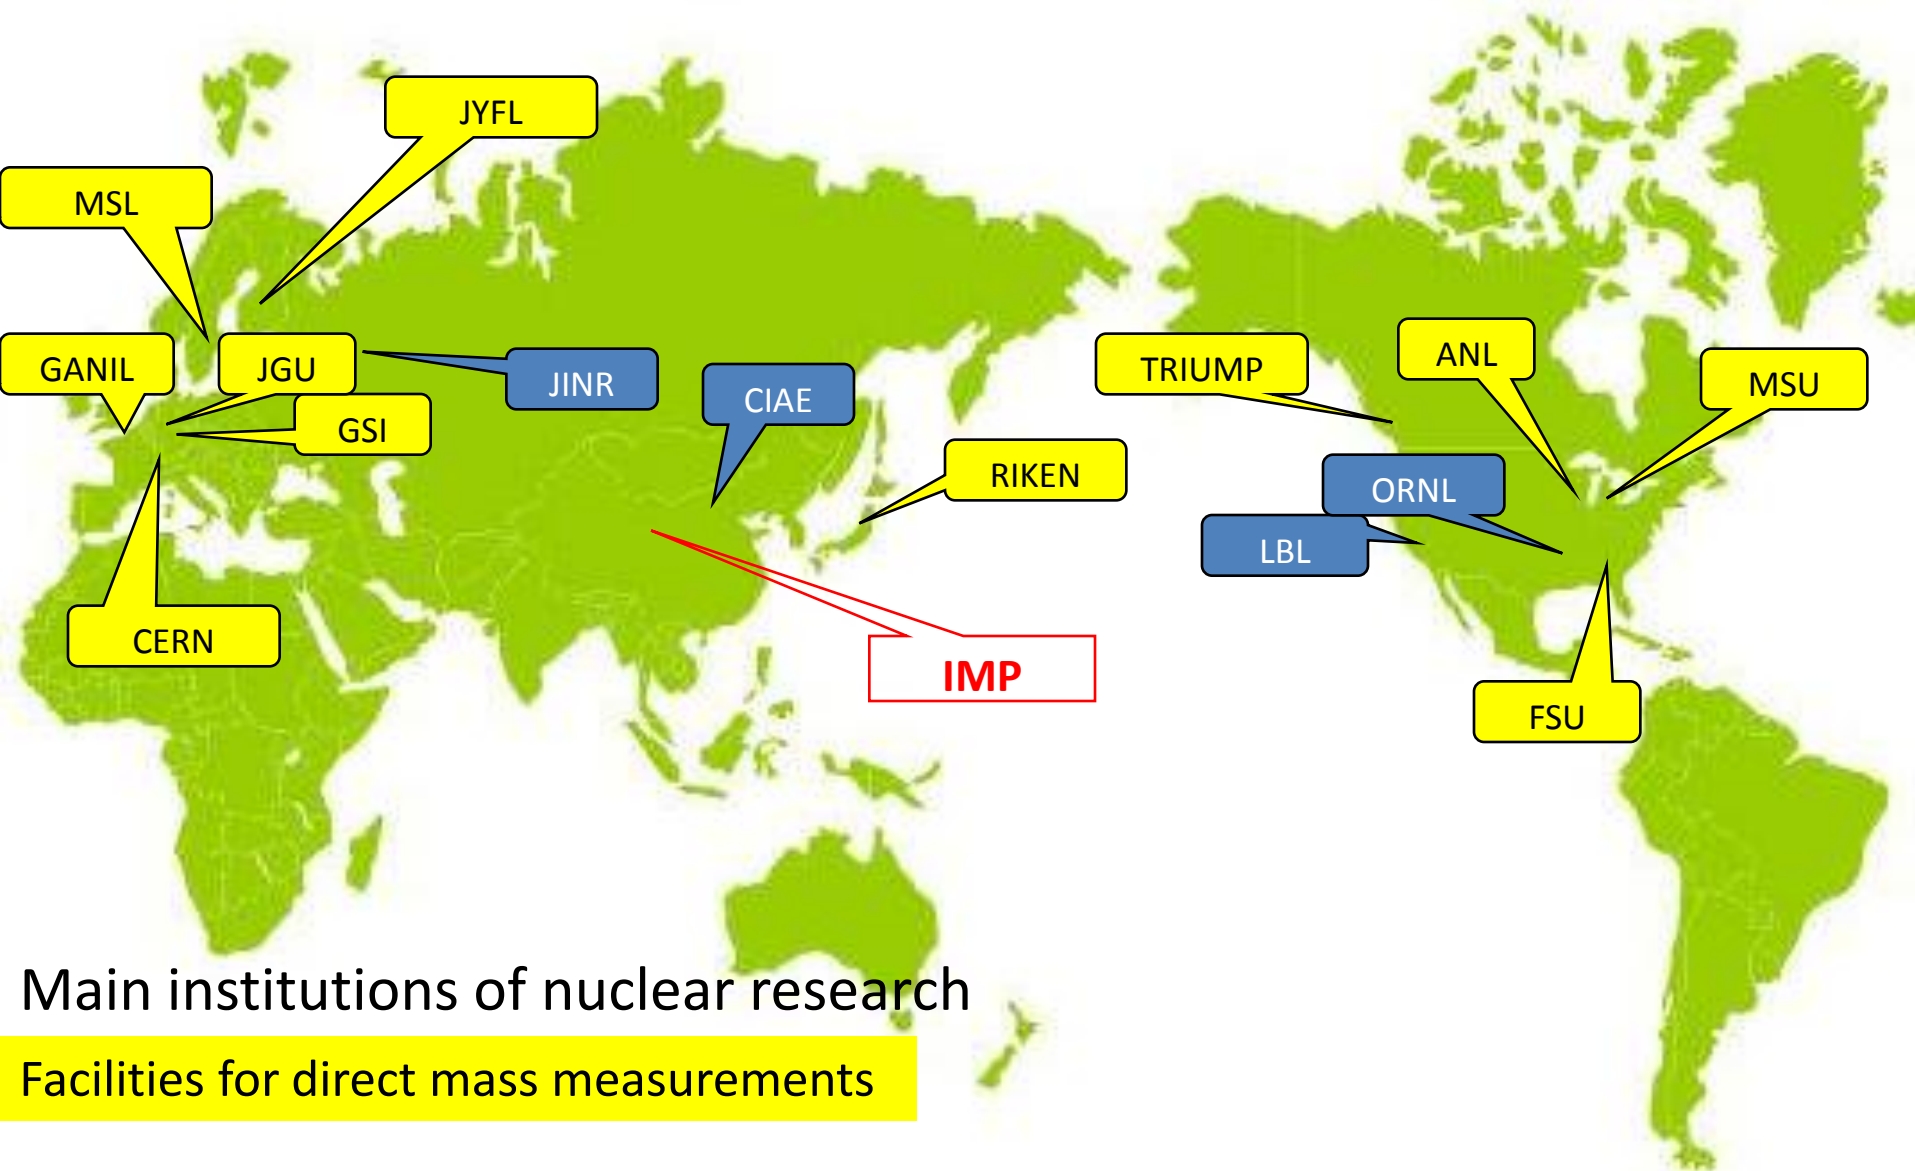 JYFL
MSL
GANIL
JGU
JINR
GSI
CIAE
RIKEN
TRIUMP
ANL
MSU
ORNL
LBL
CERN
IMP
FSU
Main institutions of nuclear research
Facilities for direct mass measurements